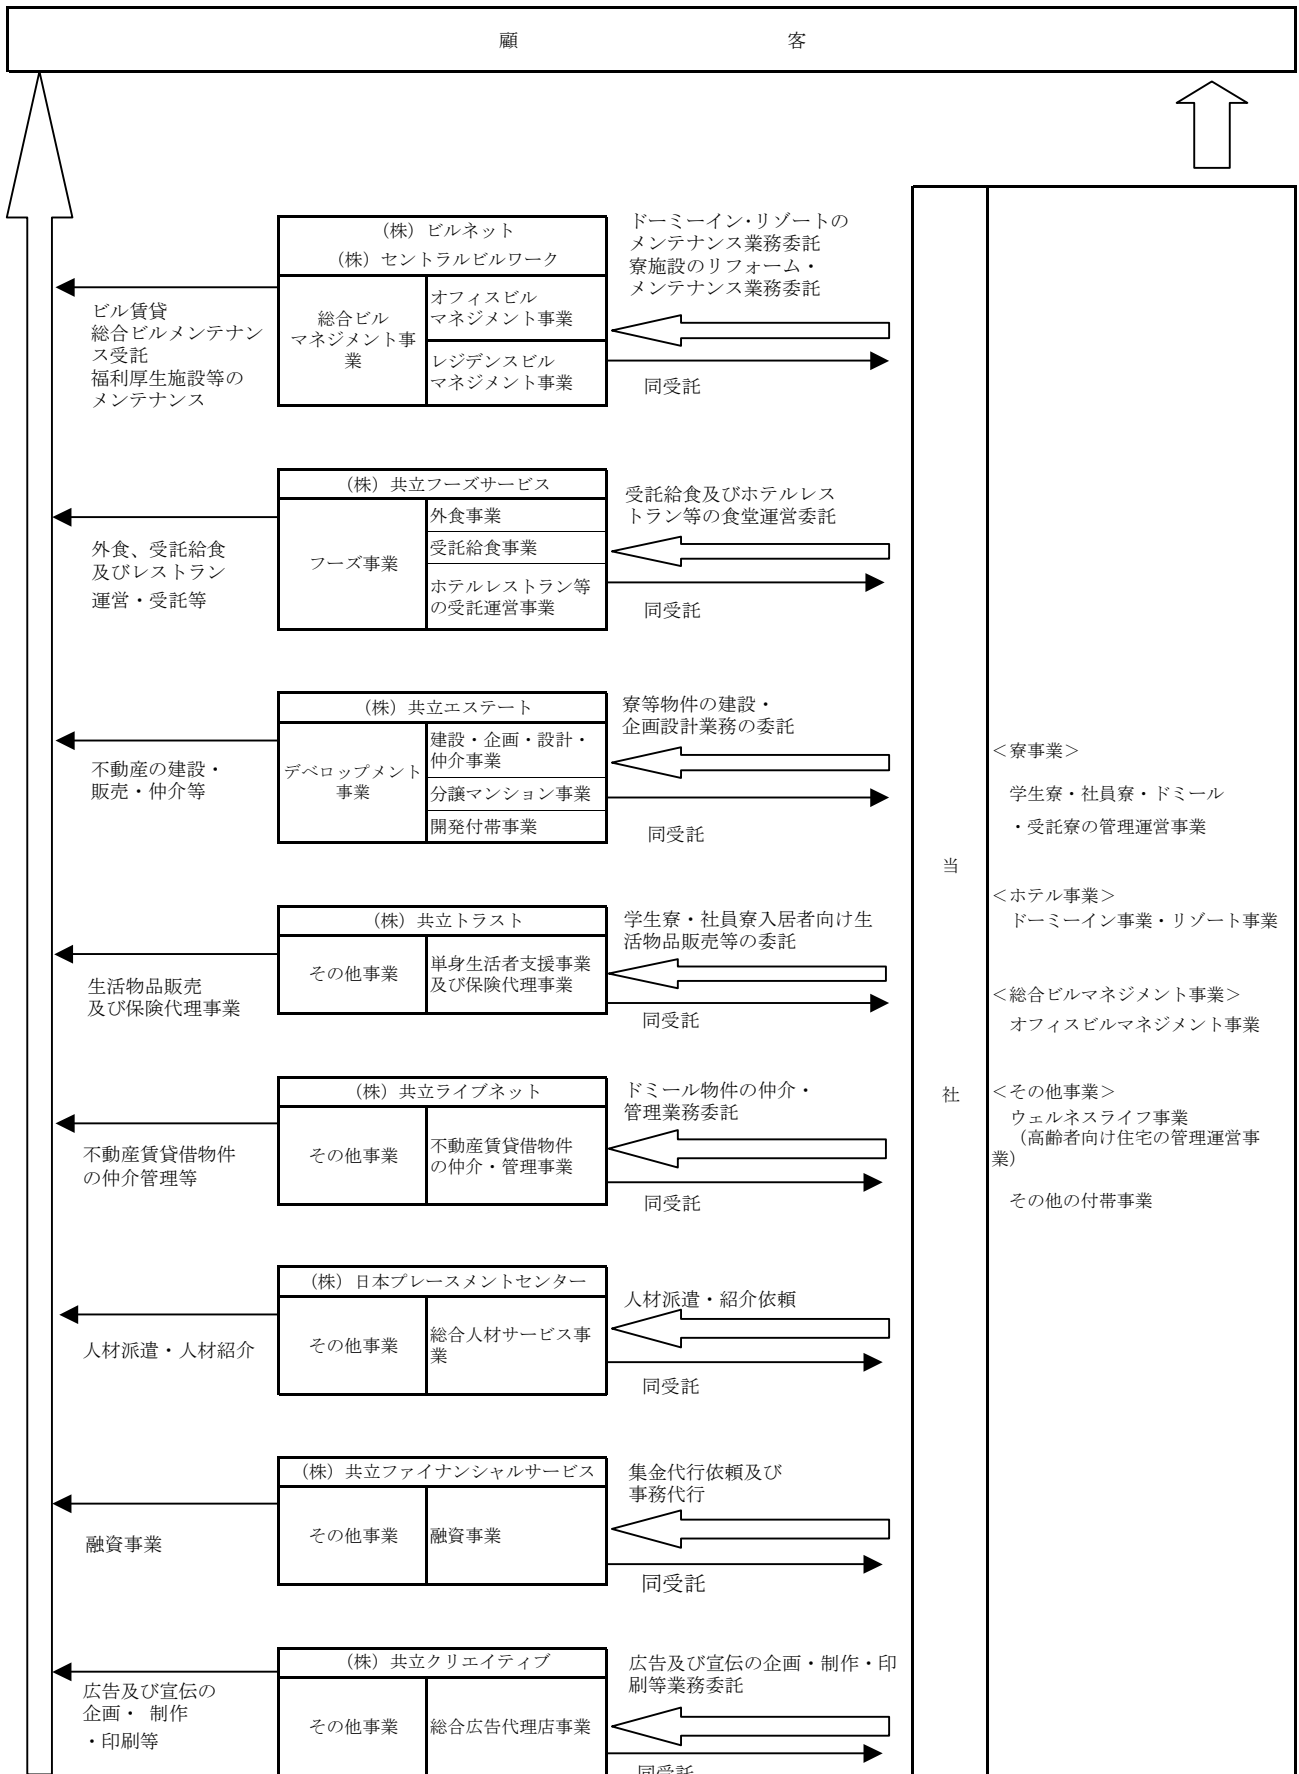 顧 客
(株) ビルネット
(株) セントラルビルワーク
総合ビル
マネジメント事
業
オフィスビル
マネジメント事業
レジデンスビル
マネジメント事業
ドーミーイン・リゾートの
メンテナンス業務委託
寮施設のリフォーム・
メンテナンス業務委託
同受託
ビル賃貸
総合ビルメンテナン
ス受託
福利厚生施設等の
メンテナンス
(株) 共立フーズサービス
フーズ事業
外食事業
受託給食事業
ホテルレストラン等
の受託運営事業
受託給食及びホテルレス
トラン等の食堂運営委託
同受託
外食、受託給食
及びレストラン
運営・受託等
(株) 共立エステート
デベロップメント
事業
建設・企画・設計・
仲介事業
分譲マンション事業
開発付帯事業
寮等物件の建設・
企画設計業務の委託
同受託
不動産の建設・
販売・仲介等
(株) 共立トラスト
その他事業
単身生活者支援事業
及び保険代理事業
学生寮・社員寮入居者向け生
活物品販売等の委託
同受託
生活物品販売
及び保険代理事業
(株) 共立ライブネット
その他事業
不動産賃貸借物件
の仲介・管理事業
ドミール物件の仲介・
管理業務委託
同受託
不動産賃貸借物件
の仲介管理等
(株) 日本プレースメントセンター
その他事業
総合人材サービス事
業
人材派遣・紹介依頼
同受託
人材派遣・人材紹介
(株) 共立ファイナンシャルサービス
その他事業
融資事業
集金代行依頼及び
事務代行
同受託
融資事業
(株) 共立クリエイティブ
その他事業
総合広告代理店事業
広告及び宣伝の企画・制作・印
刷等業務委託
同受託
広告及び宣伝の
企画・ 制作
・印刷等
当
社
＜寮事業＞
学生寮・社員寮・ドミール
・受託寮の管理運営事業
＜ホテル事業＞
ドーミーイン事業・リゾート事業
＜総合ビルマネジメント事業＞
オフィスビルマネジメント事業
＜その他事業＞
ウェルネスライフ事業
（高齢者向け住宅の管理運営事
業）
その他の付帯事業